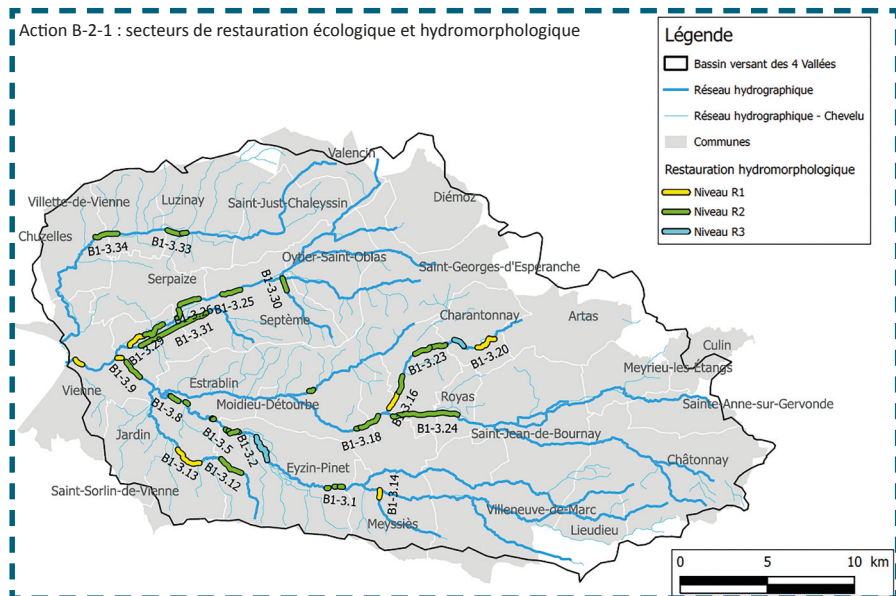 Action B-2-1 : secteurs de restauration écologique et hydromorphologique
Légende
Bassin versant des 4 Vallées
Réseau hydrographique
Réseau hydrographique - Chevelu
Communes
Restauration hydromorphologique
Niveau R1
Niveau R2
Niveau R3
Valencin
Villette-de-Vienne
Luzinay
Saint-Just-Chaleyssin
Diémoz
Chuzelles
B1-3.34
B1-3.33
Oytier-Saint-Oblas
Saint-Georges-d'Espéranche
Serpaize
B1-3.30
B1-3.25
B1-3.26
B1-3.31
B1-3.29
Septème
Charantonnay
Artas
Culin
B1-3.23
B1-3.20
Meyrieu-les-Étangs
B1-3.9
Vienne
Estrablin
Moidieu-Détourbe
B1-3.16
Royas
Sainte-Anne-sur-Gervonde
B1-3.8
B1-3.18
B1-3.24
Saint-Jean-de-Bournay
Jardin
B1-3.5
B1-3.2
Châtonnay
B1-3.13
B1-3.12
Eyzin-Pinet
Saint-Sorlin-de-Vienne
B1-3.1
B1-3.14
Villeneuve-de-Marc
Meyssiès
Lieudieu
0 5 10 km